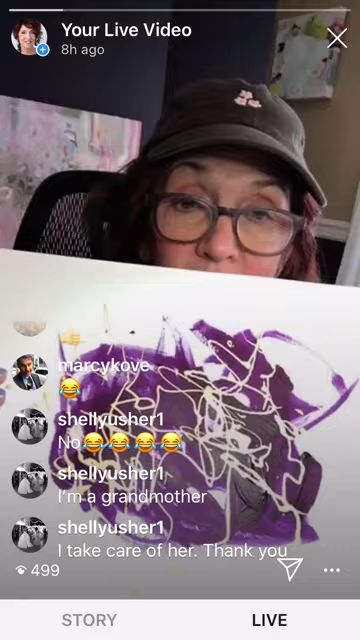 Your Live Video
8h ago
👍
marcykove
😂
shellyusher1
No😂😂😂😂
shellyusher1
I'm a grandmother
shellyusher1
I take care of her. Thank you
499
STORY
LIVE